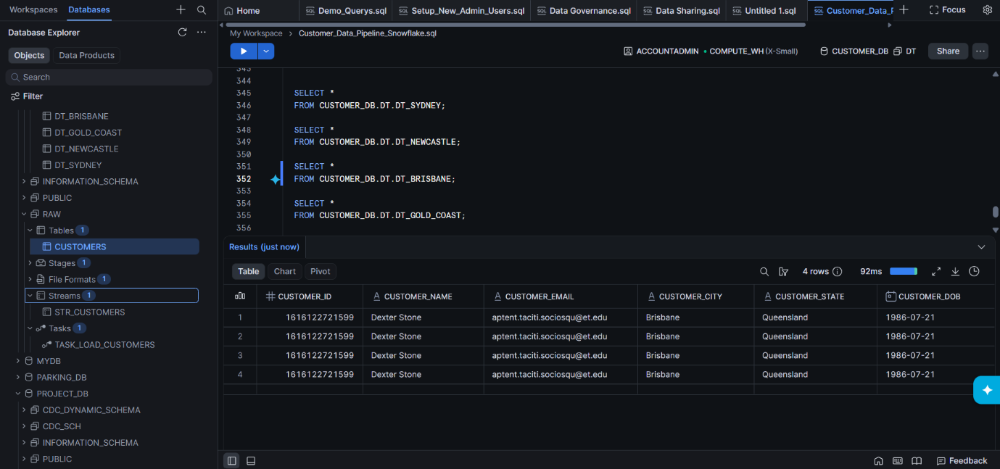 Workspaces Databases
Home Demo_Querys.sql Setup_New_Admin_Users.sql Data Governance.sql Data Sharing.sql Untitled 1.sql Customer_Data_ Focus
Database Explorer
Objects Data Products
Search
Filter
DT_BRISBANE
DT_GOLD_COAST
DT_NEWCASTLE
DT_SYDNEY
INFORMATION_SCHEMA
PUBLIC
RAW
Tables 1
CUSTOMERS
Stages 1
File Formats 1
Streams 1
STR_CUSTOMERS
Tasks 1
TASK_LOAD_CUSTOMERS
MYDB
PARKING_DB
PROJECT_DB
CDC_DYNAMIC_SCHEMA
CDC_SCH
INFORMATION_SCHEMA
PUBLIC
My Workspace > Customer_Data_Pipeline_Snowflake.sql
ACCOUNTADMIN • COMPUTE_WH (X-Small) CUSTOMER_DB DT Share ...
343
344
345 SELECT *
346 FROM CUSTOMER_DB.DT.DT_SYDNEY;
347
348 SELECT *
349 FROM CUSTOMER_DB.DT.DT_NEWCASTLE;
350
351 SELECT *
352 FROM CUSTOMER_DB.DT.DT_BRISBANE;
353
354 SELECT *
355 FROM CUSTOMER_DB.DT.DT_GOLD_COAST;
356
Results (just now)
Table Chart Pivot 4 rows 92ms
# CUSTOMER_ID A CUSTOMER_NAME A CUSTOMER_EMAIL A CUSTOMER_CITY A CUSTOMER_STATE CUSTOMER_DOB
1 1616122721599 Dexter Stone aptent.taciti.sociosqu@et.edu Brisbane Queensland 1986-07-21
2 1616122721599 Dexter Stone aptent.taciti.sociosqu@et.edu Brisbane Queensland 1986-07-21
3 1616122721599 Dexter Stone aptent.taciti.sociosqu@et.edu Brisbane Queensland 1986-07-21
4 1616122721599 Dexter Stone aptent.taciti.sociosqu@et.edu Brisbane Queensland 1986-07-21
Feedback